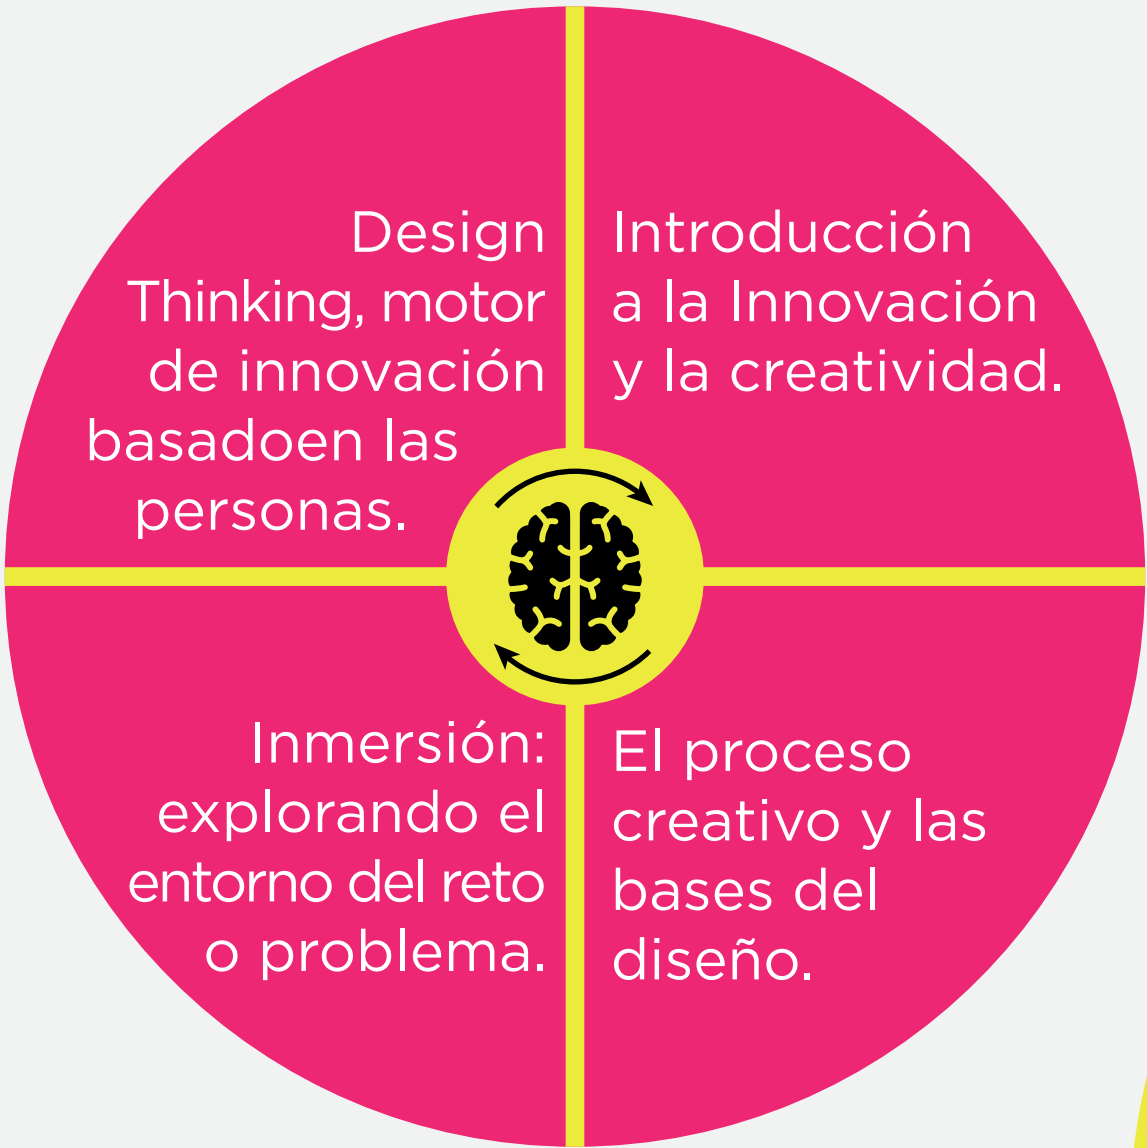 Design
Thinking, motor
de innovación
basadoen las
personas.
Introducción
a la Innovación
y la creatividad.
Inmersión:
explorando el
entorno del reto
o problema.
El proceso
creativo y las
bases del
diseño.